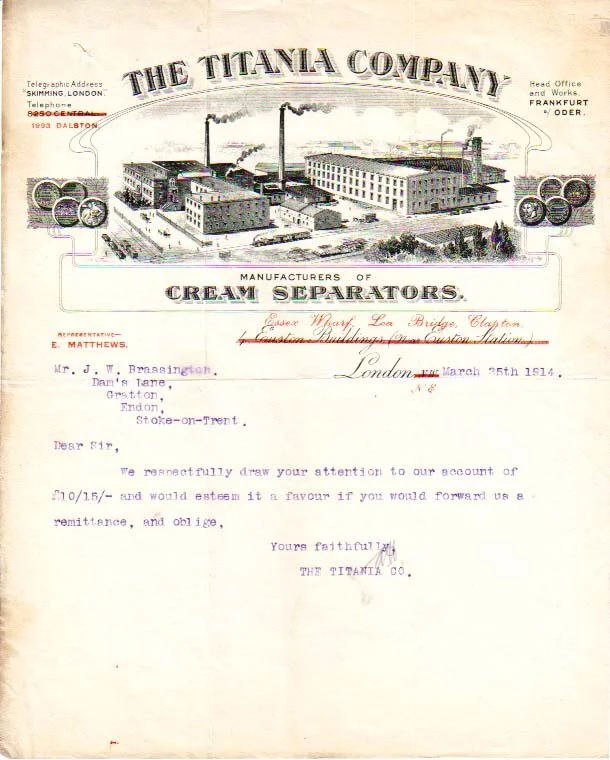 THE TITANIA COMPANY
Telegraphic Address
"SKIMMING, LONDON."
Telephone
8250 CENTRAL
1993 DALSTON
Head Office
and Works.
FRANKFURT
a/ ODER.
MANUFACTURERS OF
CREAM SEPARATORS.
Essex Wharf, Lea Bridge, Clapton.
4 Euston Buildings, (Near Euston Station)
REPRESENTATIVE—
E. MATTHEWS.
London, N.W. March 25th 1914.
N E
Mr. J. W. Brassington.
Dam's Lane,
Gratton,
Endon,
Stoke-on-Trent.
Dear Sir,
We respectfully draw your attention to our account of
£10/15/- and would esteem it a favour if you would forward us a
remittance, and oblige,
Yours faithfully,
THE TITANIA CO.